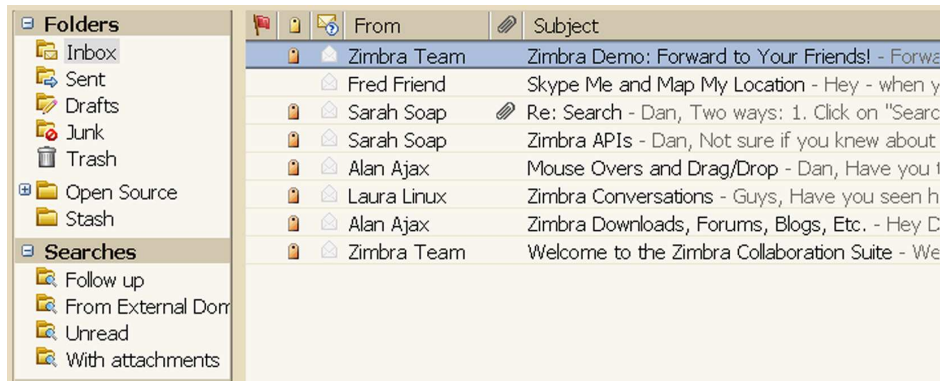 Folders
Inbox
Sent
Drafts
Junk
Trash
Open Source
Stash
Searches
Follow up
From External Dom
Unread
With attachments
From Subject
Zimbra Team Zimbra Demo: Forward to Your Friends! - Forwa
Fred Friend Skype Me and Map My Location - Hey - when y
Sarah Soap Re: Search - Dan, Two ways: 1. Click on "Searc
Sarah Soap Zimbra APIs - Dan, Not sure if you knew about
Alan Ajax Mouse Overs and Drag/Drop - Dan, Have you t
Laura Linux Zimbra Conversations - Guys, Have you seen h
Alan Ajax Zimbra Downloads, Forums, Blogs, Etc. - Hey D
Zimbra Team Welcome to the Zimbra Collaboration Suite - We